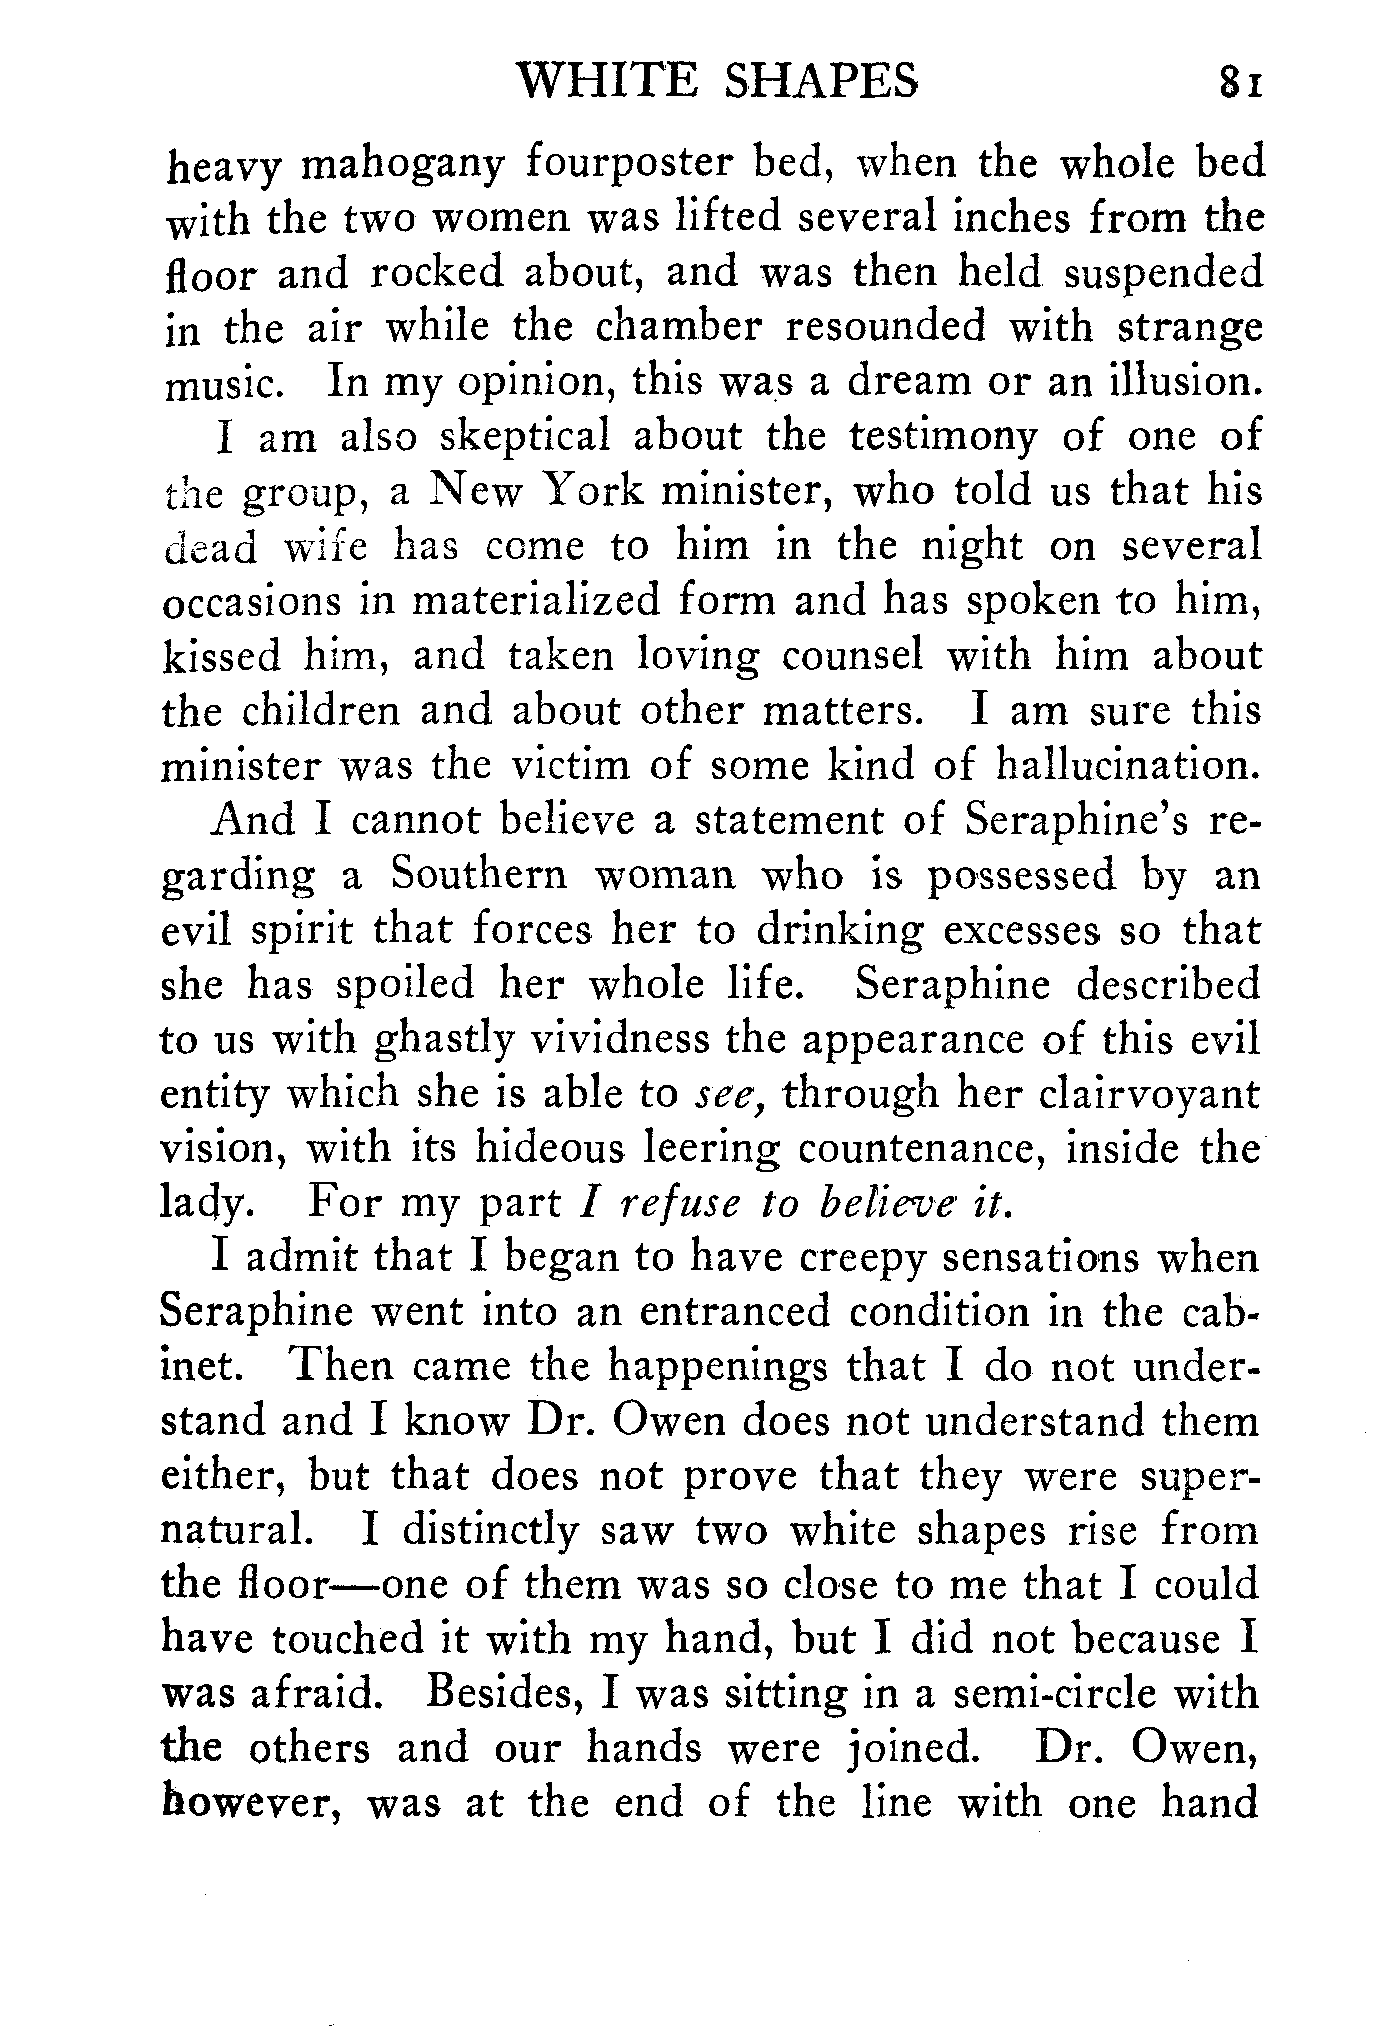 WHITE SHAPES 81
heavy mahogany fourposter bed, when the whole bed
with the two women was lifted several inches from the
floor and rocked about, and was then held suspended
in the air while the chamber resounded with strange
music. In my opinion, this was a dream or an illusion.
I am also skeptical about the testimony of one of
the group, a New York minister, who told us that his
dead wife has come to him in the night on several
occasions in materialized form and has spoken to him,
kissed him, and taken loving counsel with him about
the children and about other matters. I am sure this
minister was the victim of some kind of hallucination.
And I cannot believe a statement of Seraphine's re-
garding a Southern woman who is possessed by an
evil spirit that forces her to drinking excesses so that
she has spoiled her whole life. Seraphine described
to us with ghastly vividness the appearance of this evil
entity which she is able to see, through her clairvoyant
vision, with its hideous leering countenance, inside the
lady. For my part I refuse to believe it.
I admit that I began to have creepy sensations when
Seraphine went into an entranced condition in the cab-
inet. Then came the happenings that I do not under-
stand and I know Dr. Owen does not understand them
either, but that does not prove that they were super-
natural. I distinctly saw two white shapes rise from
the floor—one of them was so close to me that I could
have touched it with my hand, but I did not because I
was afraid. Besides, I was sitting in a semi-circle with
the others and our hands were joined. Dr. Owen,
however, was at the end of the line with one hand